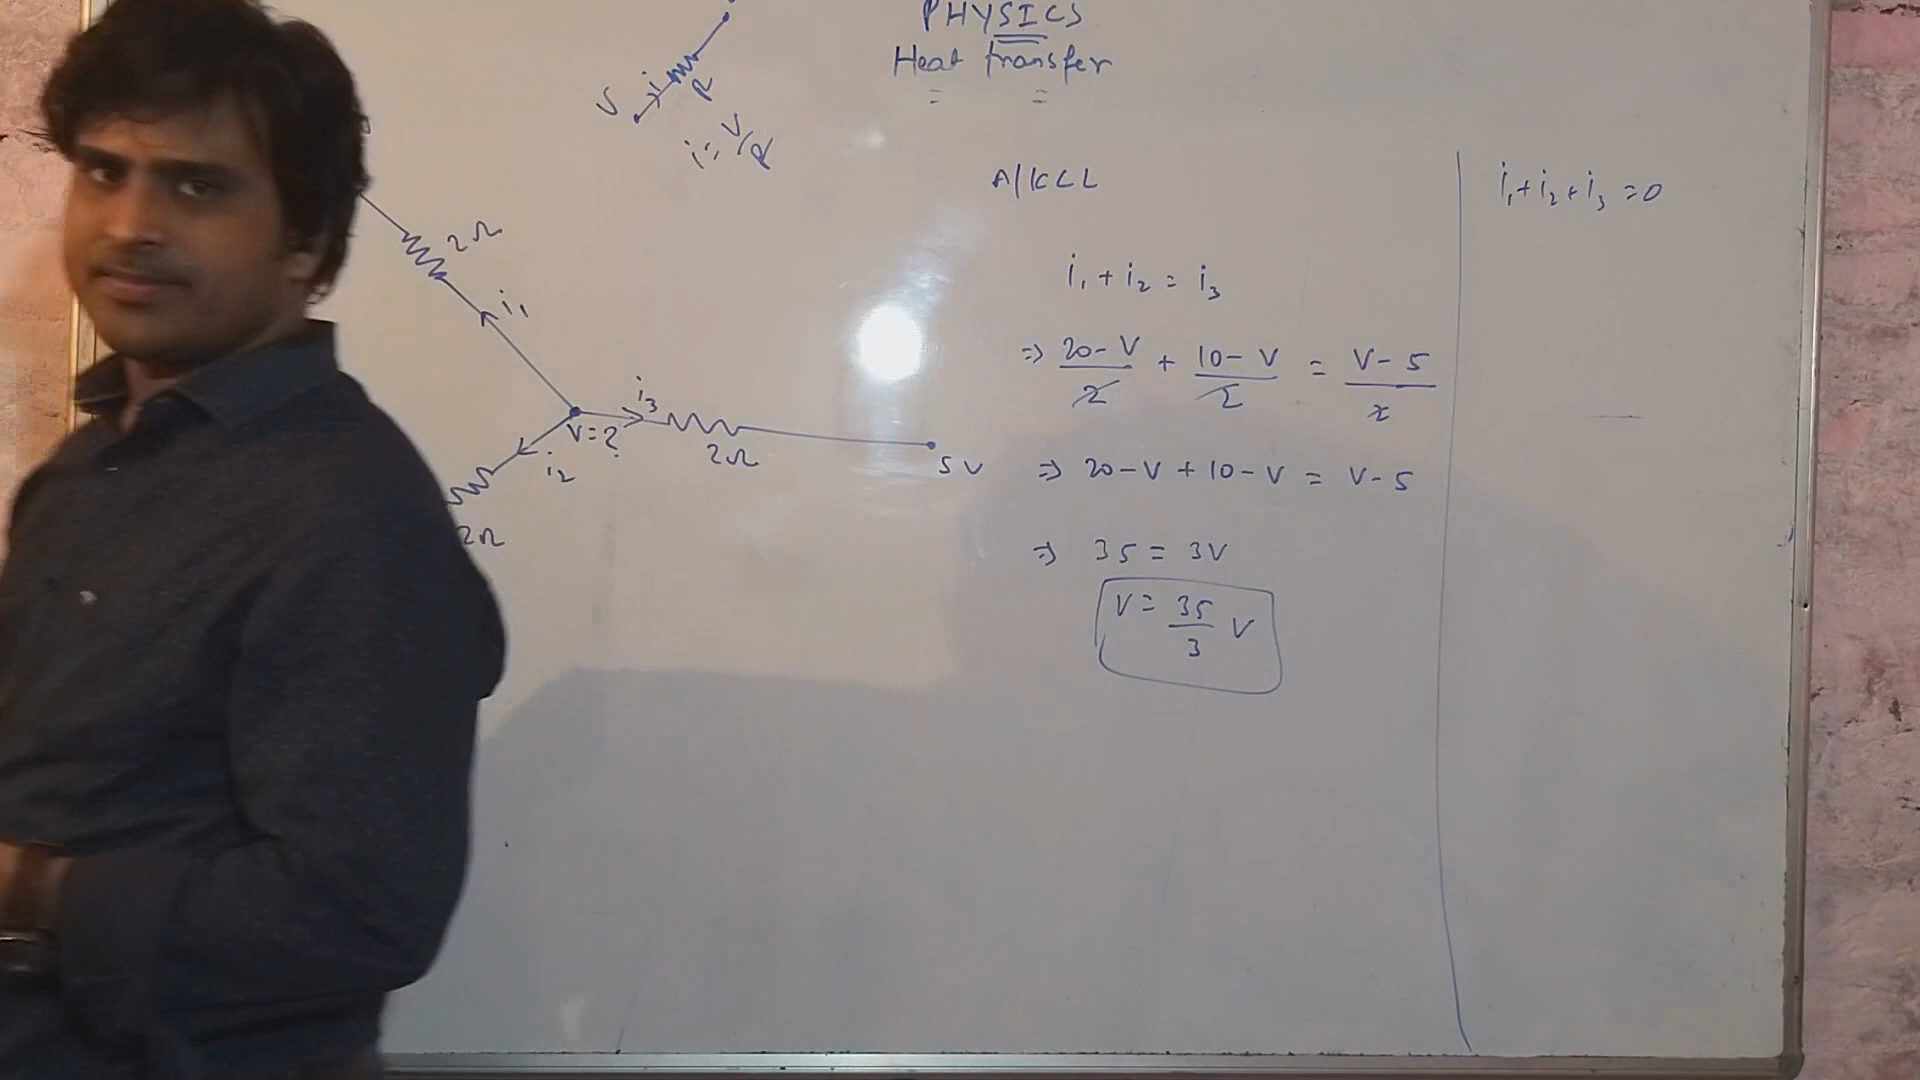 PHYSICS
Heat transfer
V
i
R
i = V/R
2Ω
i₁
i₃
V = ?
i₂
2Ω
5V
2Ω
A/KCL
i₁ + i₂ = i₃
⇒ (20-V)/2 + (10-V)/2 = (V-5)/2
⇒ 20-V + 10-V = V-5
⇒ 35 = 3V
V = 35/3 V
i₁ + i₂ + i₃ = 0